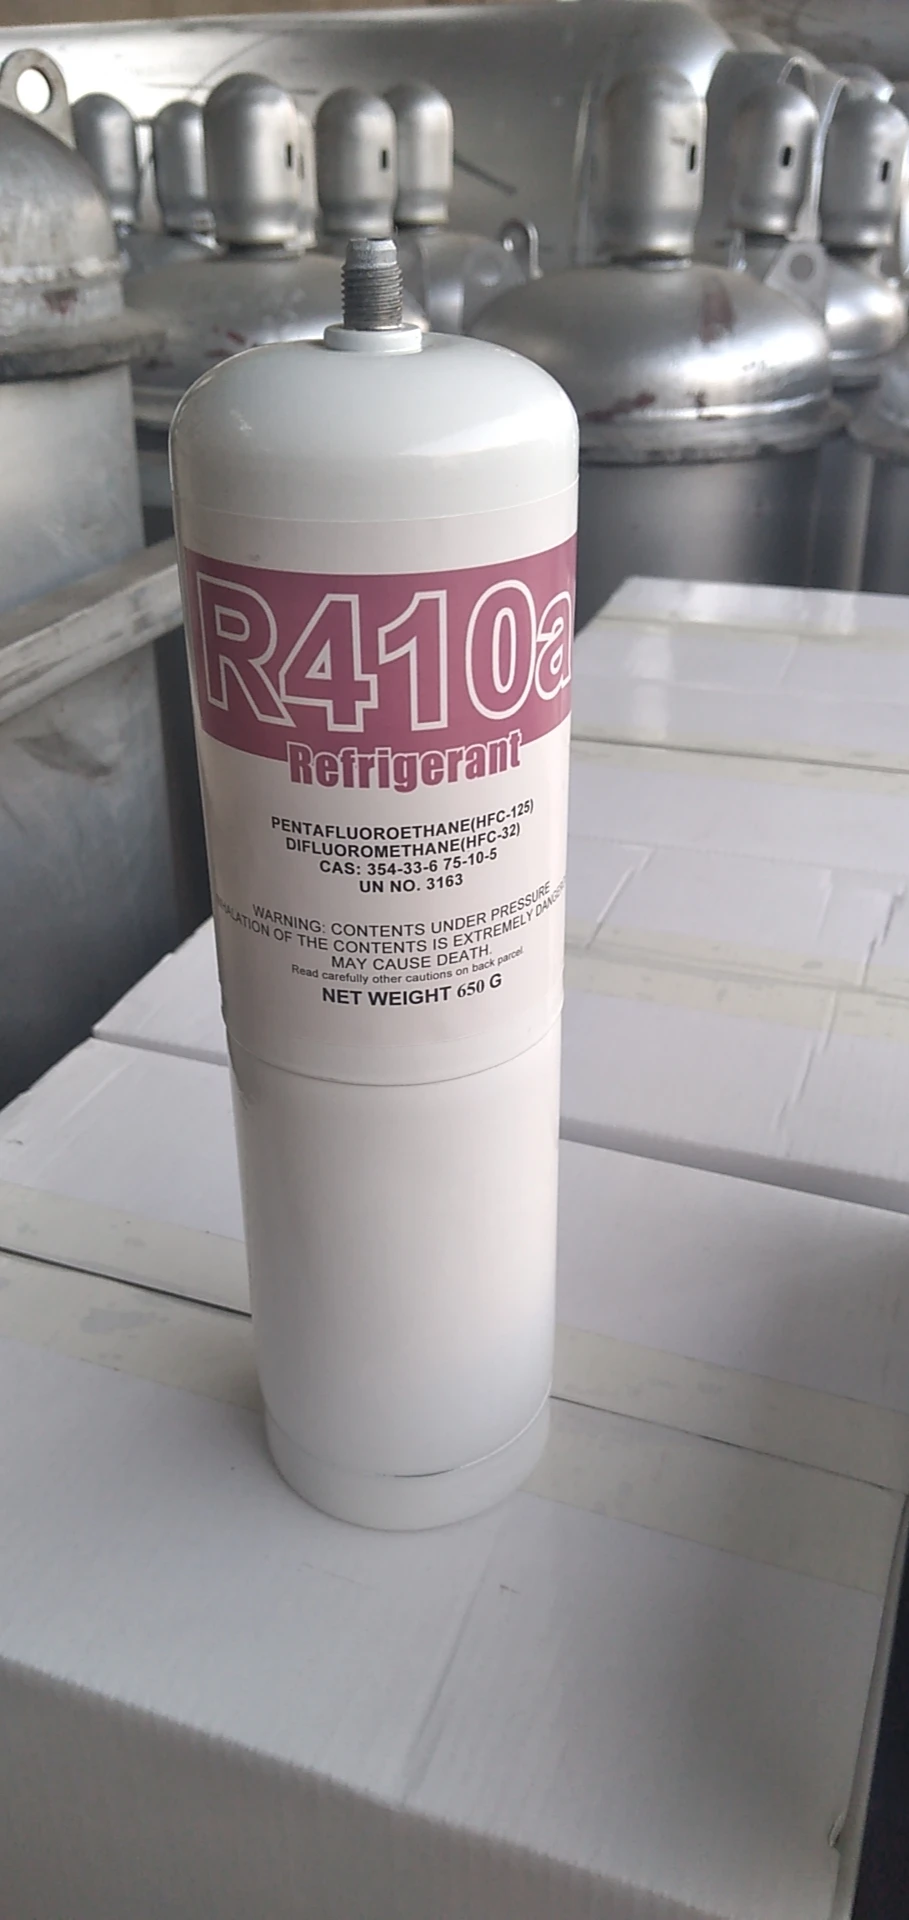 R410a
Refrigerant
PENTAFLUOROETHANE(HFC-125)
DIFLUOROMETHANE(HFC-32)
CAS: 354-33-6 75-10-5
UN NO. 3163
WARNING: CONTENTS UNDER PRESSURE
OF THE CONTENTS IS EXTREMELY
MAY CAUSE DEATH.
Read carefully other cautions on back parcel.
NET WEIGHT 650 G